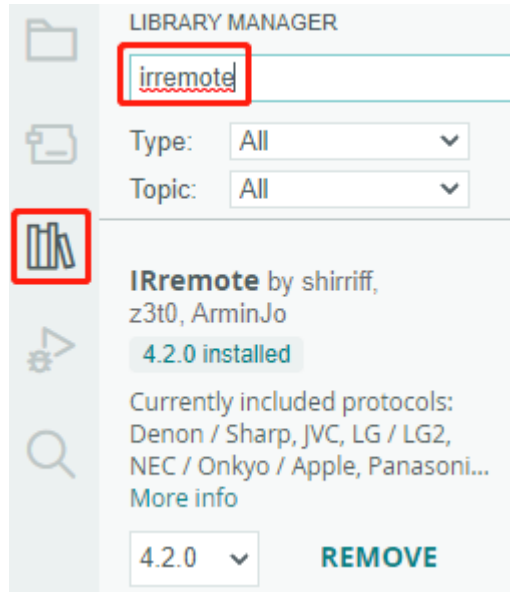 LIBRARY MANAGER
irremote
Type: All
Topic: All
IRremote by shirriff,
z3t0, ArminJo
4.2.0 installed
Currently included protocols:
Denon / Sharp, JVC, LG / LG2,
NEC / Onkyo / Apple, Panasoni...
More info
4.2.0 REMOVE